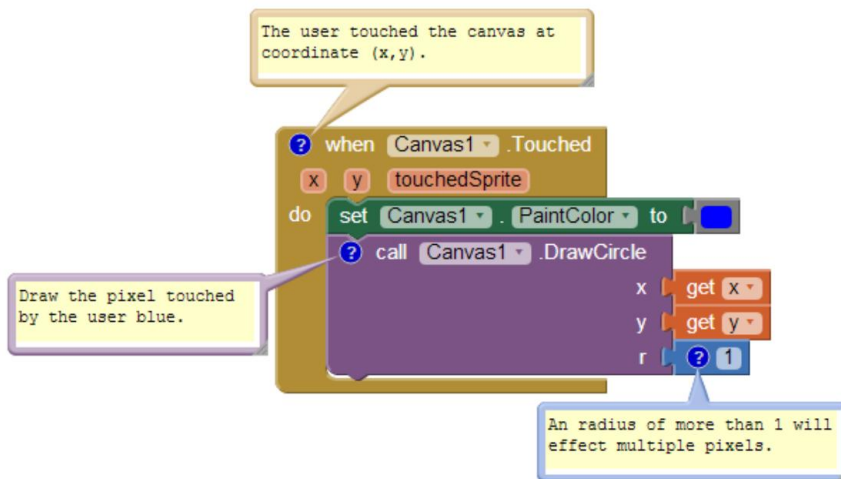 The user touched the canvas at
coordinate (x,y).
? when Canvas1 .Touched
x y touchedSprite
do set Canvas1 . PaintColor to
? call Canvas1 .DrawCircle
Draw the pixel touched
by the user blue.
x get x
y get y
r ? 1
An radius of more than 1 will
effect multiple pixels.